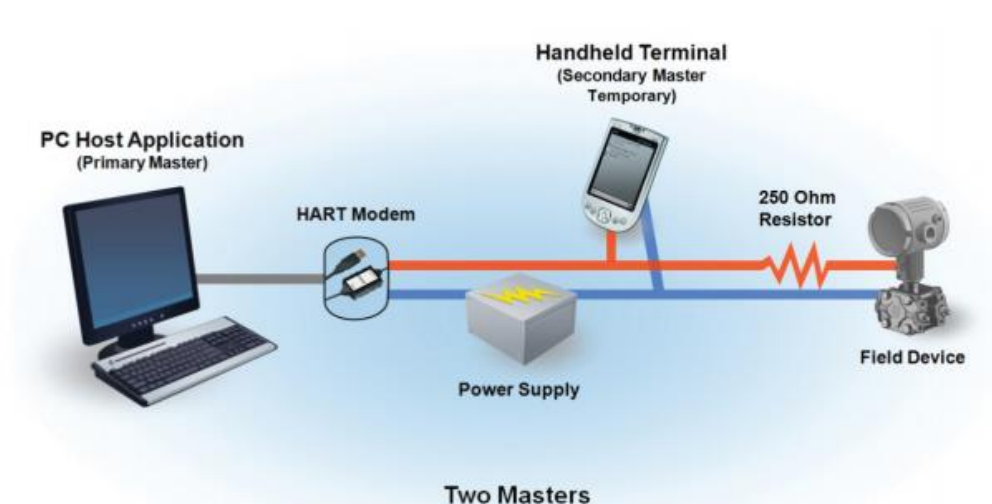 Handheld Terminal
(Secondary Master
Temporary)
PC Host Application
(Primary Master)
HART Modem
250 Ohm
Resistor
Field Device
Power Supply
Two Masters